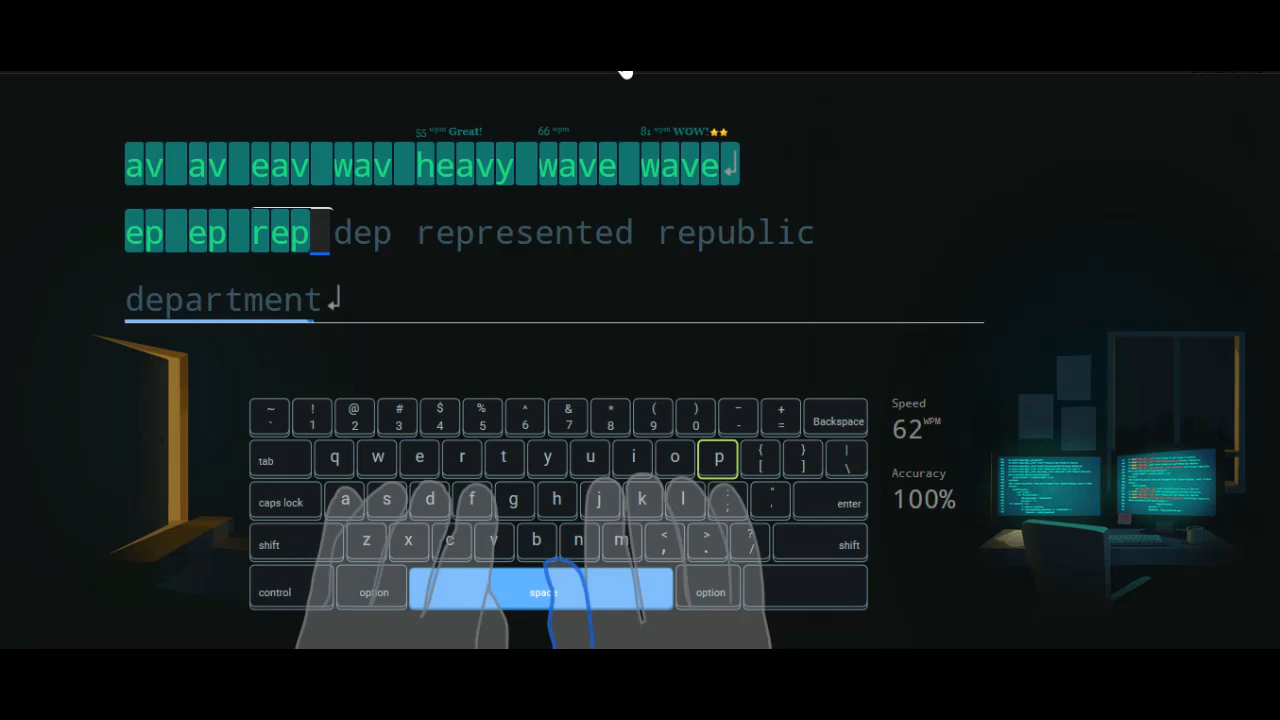 55 wpm Great! 66 wpm 81 wpm WOW!⭐⭐
av av eav wav heavy wave wave↲
ep ep rep dep represented republic
department↲
~ ! @ # $ % ^ & * ( ) _ +
` 1 2 3 4 5 6 7 8 9 0 - = Backspace
tab q w e r t y u i o p { [ } ] | \
caps lock a s d f g h j k l : ; " ' enter
shift z x c v b n m < , > . ? / shift
control option space option
Speed
62 WPM
Accuracy
100%